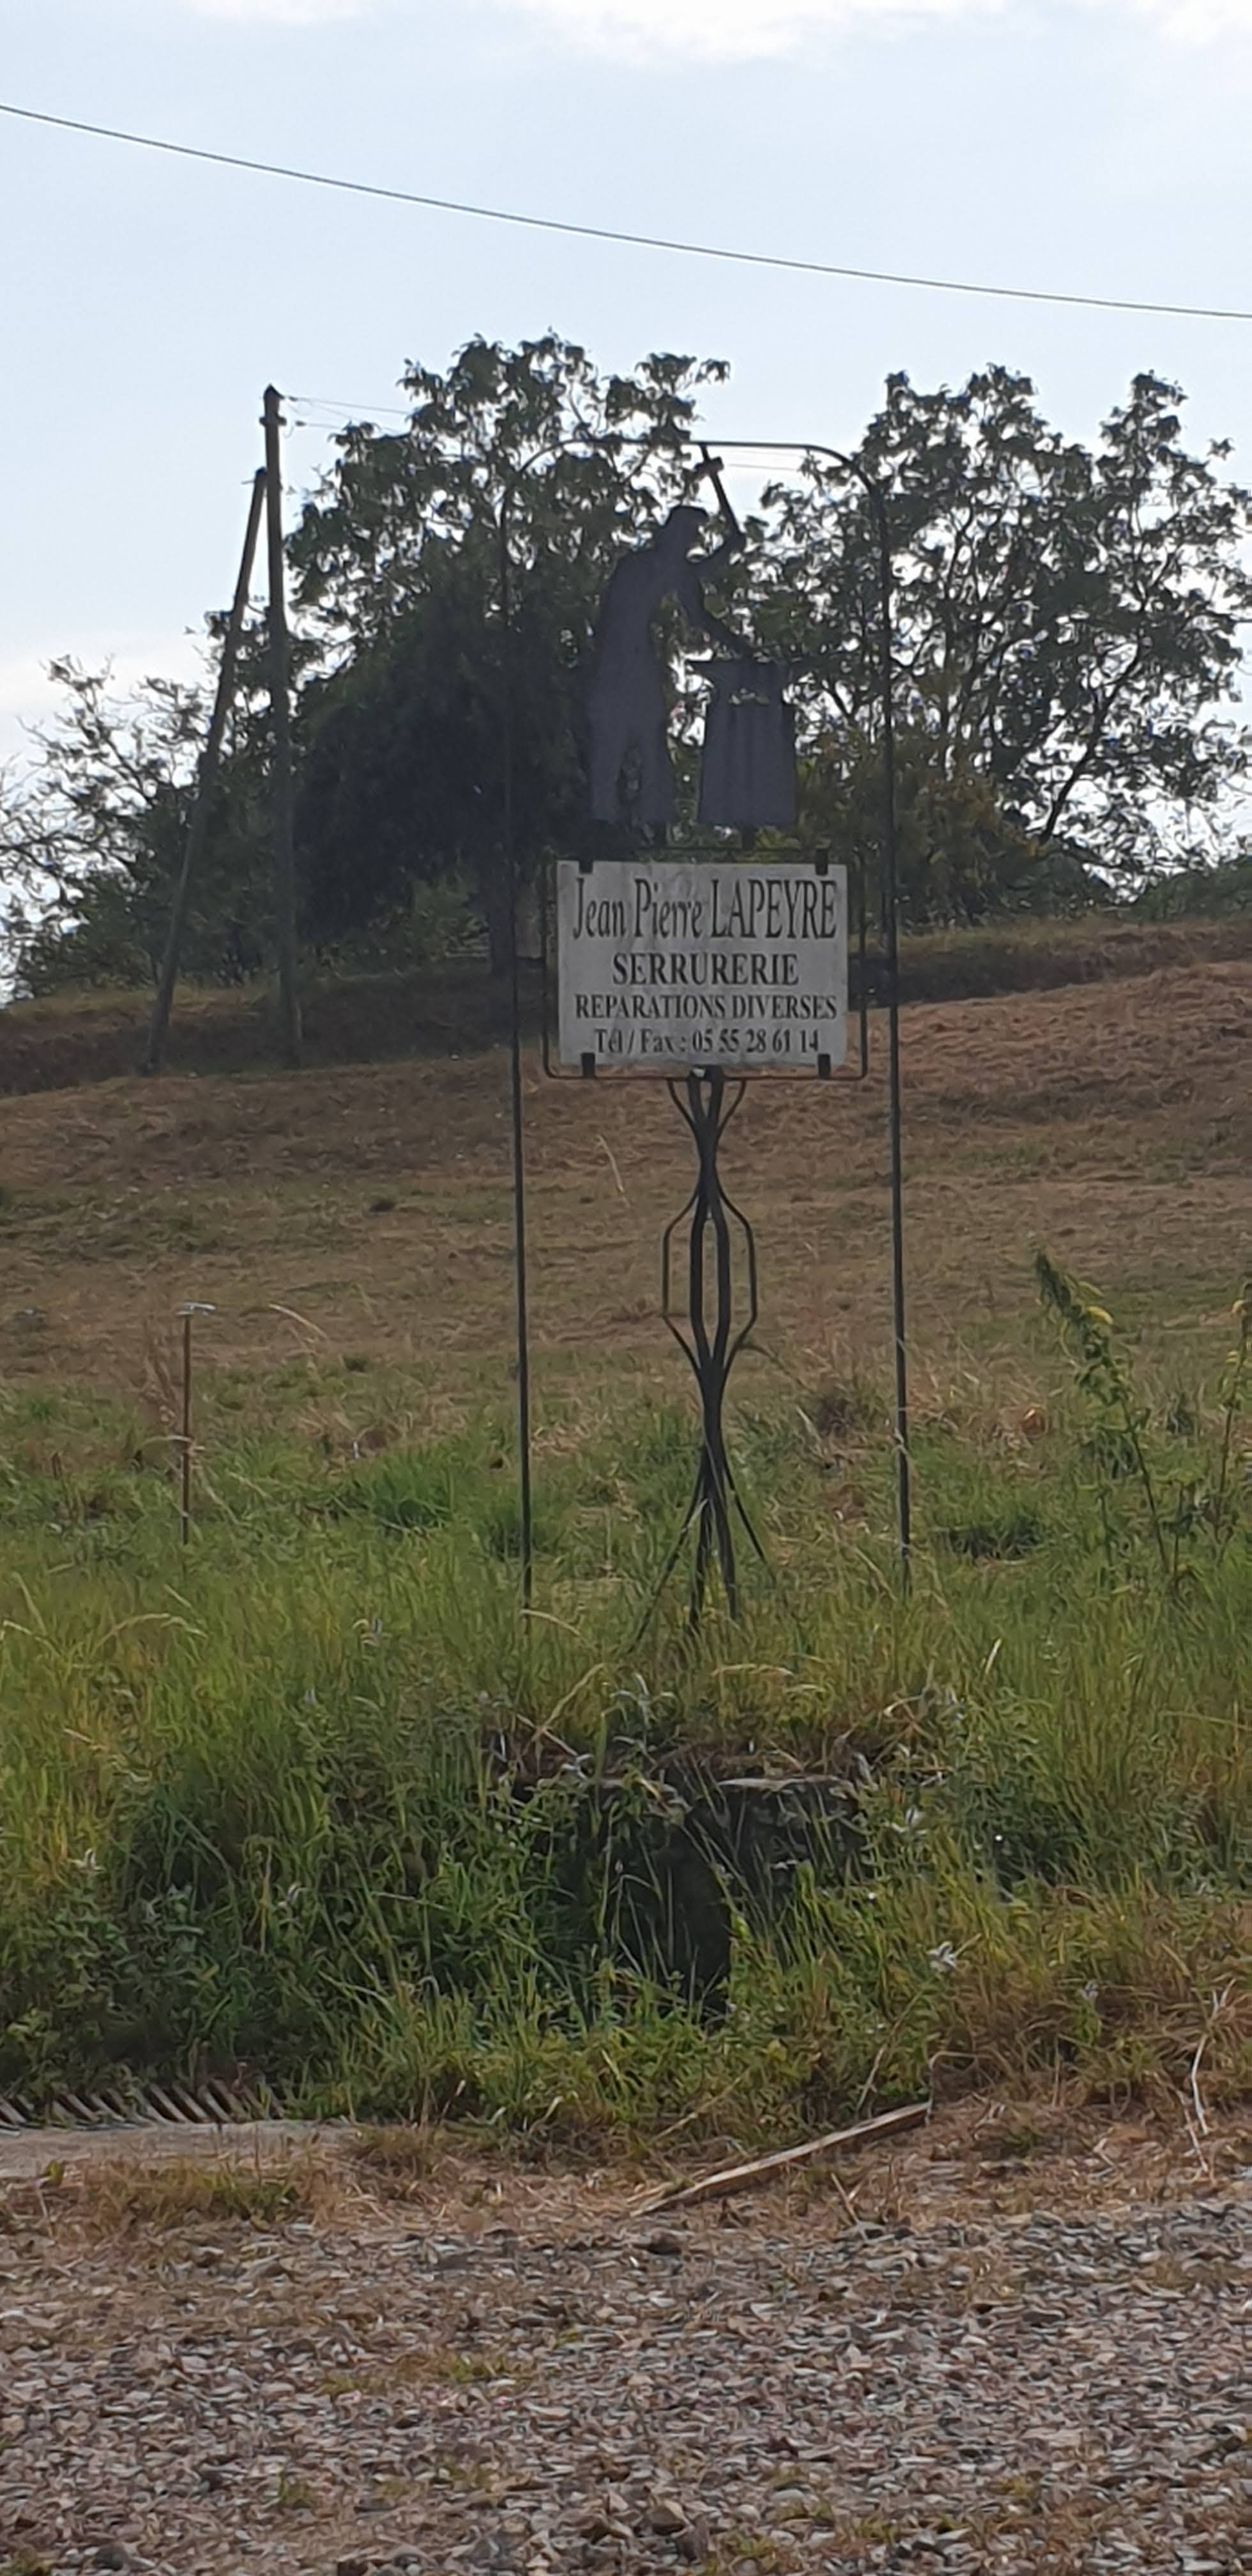 Jean Pierre LAPEYRE
SERRURERIE
REPARATIONS DIVERSES
Tél / Fax : 05 55 28 61 14